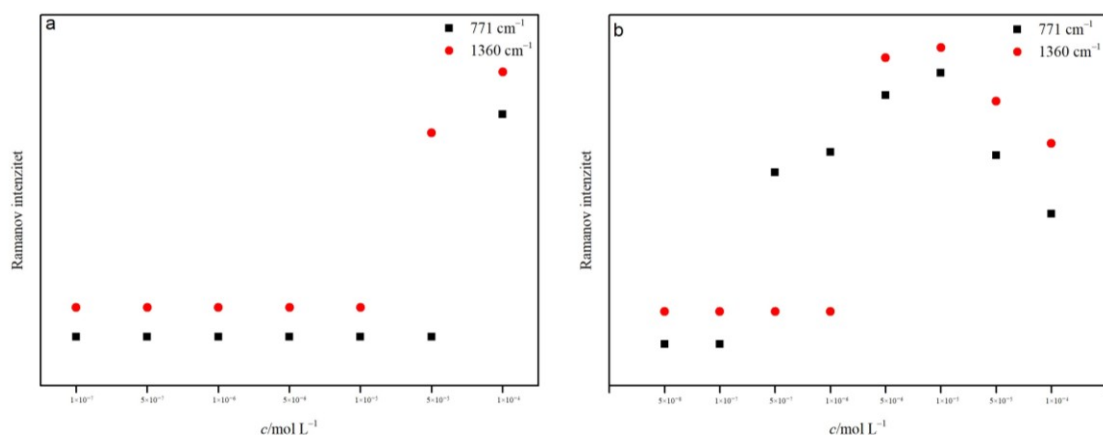 a
771 cm⁻¹
1360 cm⁻¹
Ramanov intenzitet
1×10⁻⁷ 5×10⁻⁷ 1×10⁻⁶ 5×10⁻⁶ 1×10⁻⁵ 5×10⁻⁵ 1×10⁻⁴
c/mol L⁻¹
b
771 cm⁻¹
1360 cm⁻¹
Ramanov intenzitet
5×10⁻⁸ 1×10⁻⁷ 5×10⁻⁷ 1×10⁻⁶ 5×10⁻⁶ 1×10⁻⁵ 5×10⁻⁵ 1×10⁻⁴
c/mol L⁻¹